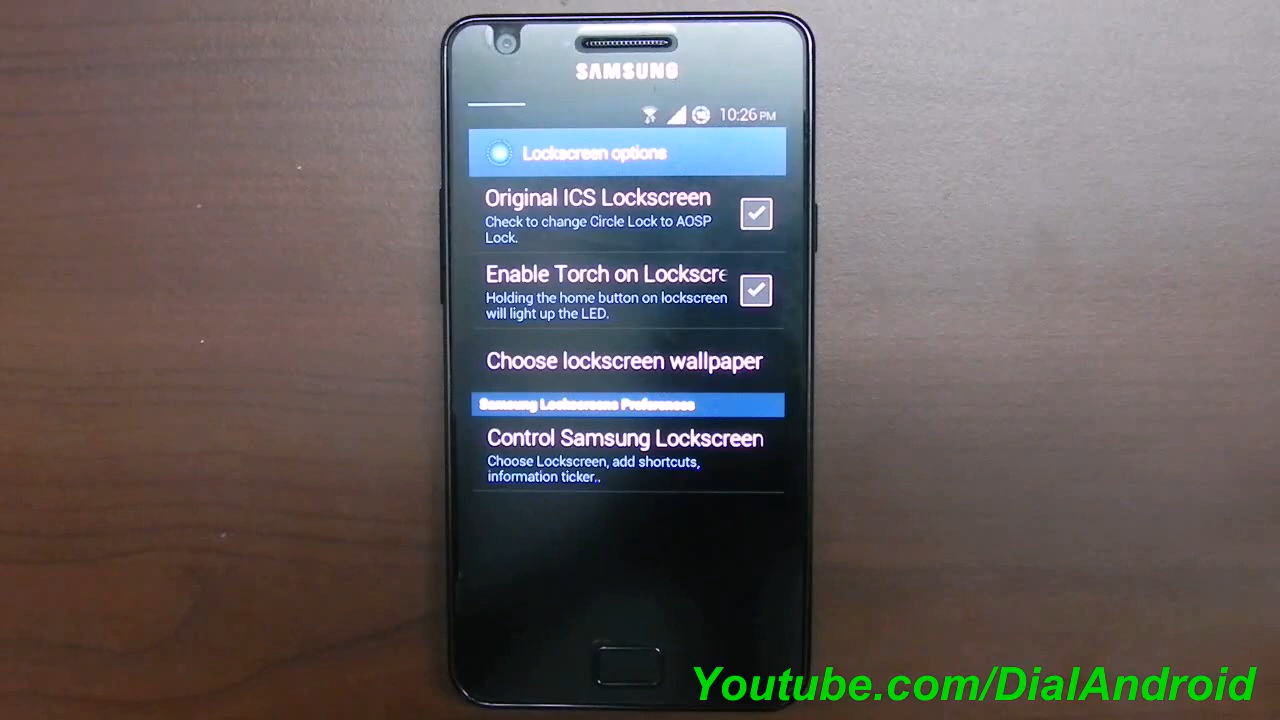 SAMSUNG
10:26 PM
Lockscreen options
Original ICS Lockscreen
Check to change Circle Lock to AOSP
Lock.
Enable Torch on Lockscre
Holding the home button on lockscreen
will light up the LED.
Choose lockscreen wallpaper
Samsung Lockscreens Preferences
Control Samsung Lockscreen
Choose Lockscreen, add shortcuts,
information ticker..
Youtube.com/DialAndroid